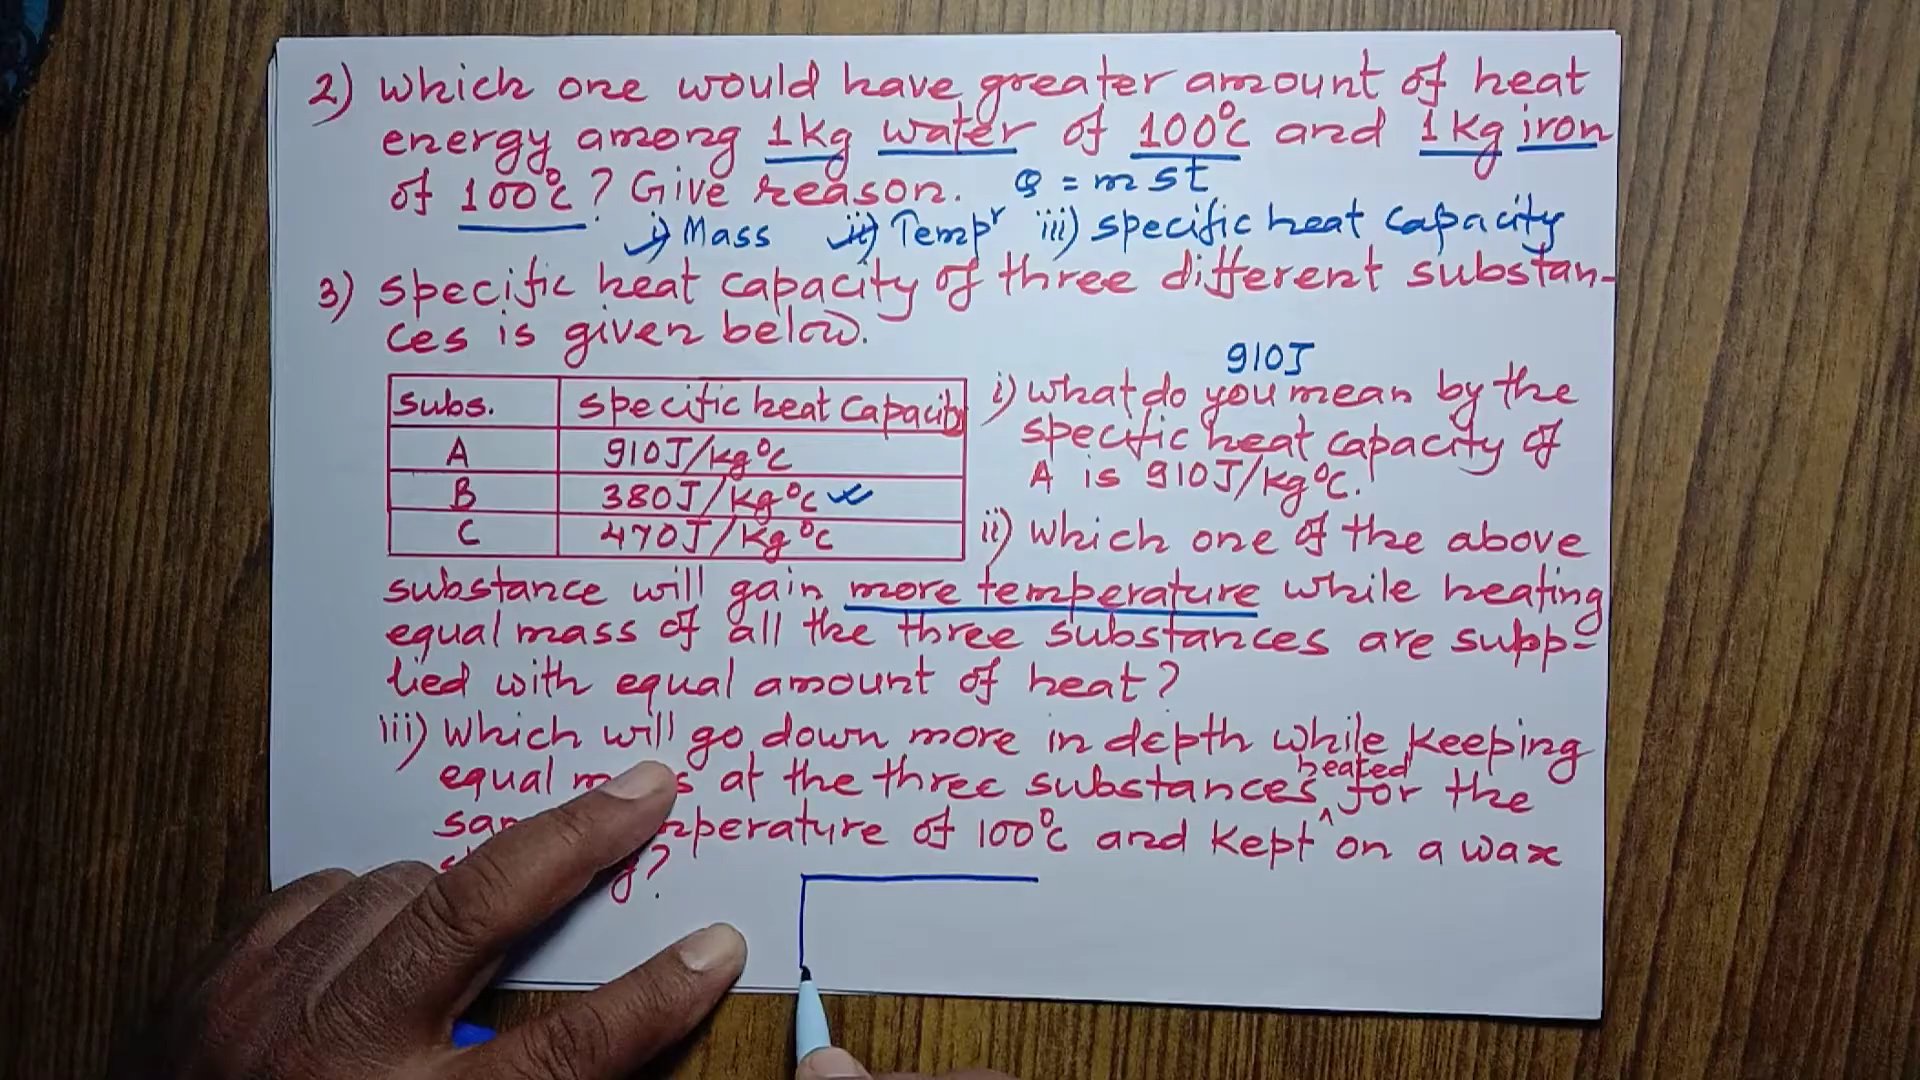 2) which one would have greater amount of heat
energy among 1kg water of 100°C and 1kg iron
of 100°C? Give reason. Q = mst
i) Mass ii) Tempr iii) specific heat capacity
3) Specific heat capacity of three different substan-
ces is given below.
Subs. specific heat capacity
A 910J/kg°C
B 380J/kg°C
C 470J/kg°C
910J
i) what do you mean by the
specific heat capacity of
A is 910J/kg°C.
ii) which one of the above
substance will gain more temperature while heating
equal mass of all the three substances are supp-
lied with equal amount of heat?
iii) which will go down more in depth while keeping
equal at the three substances heated for the
temperature of 100°C and kept on a wax
?